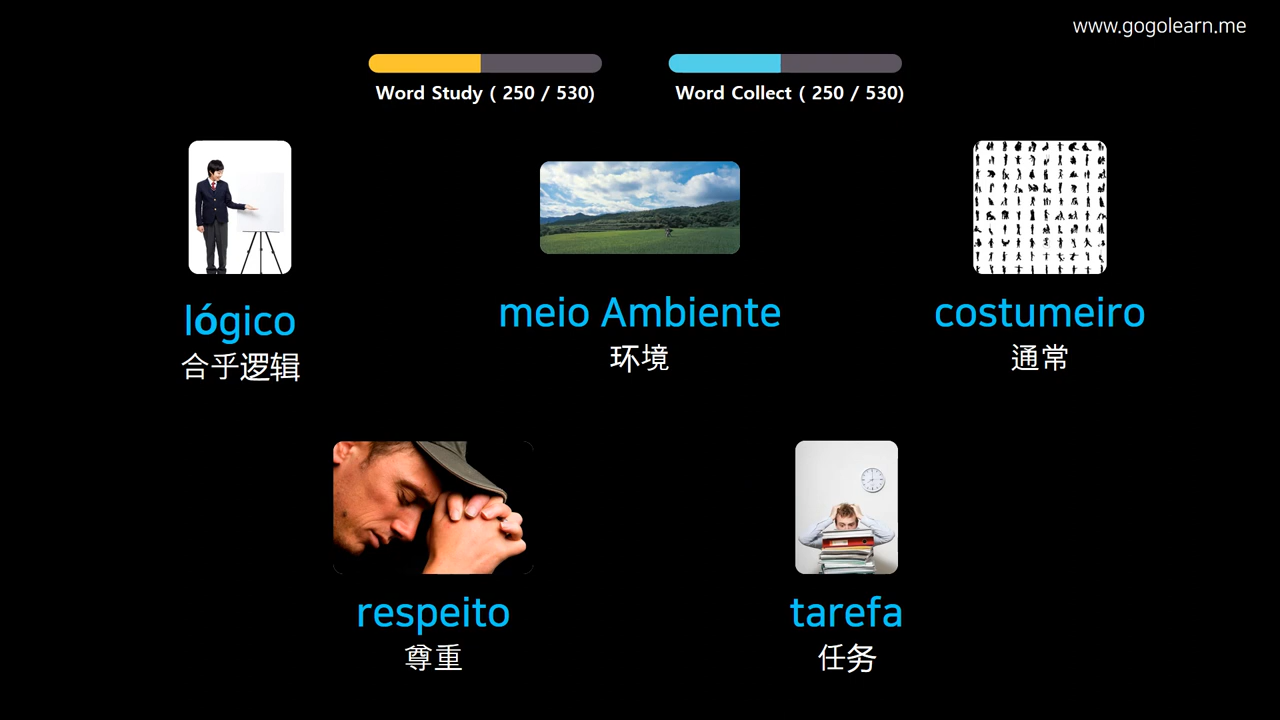 www.gogolearn.me
Word Study ( 250 / 530)
Word Collect ( 250 / 530)
lógico
合乎逻辑
meio Ambiente
环境
costumeiro
通常
respeito
尊重
tarefa
任务